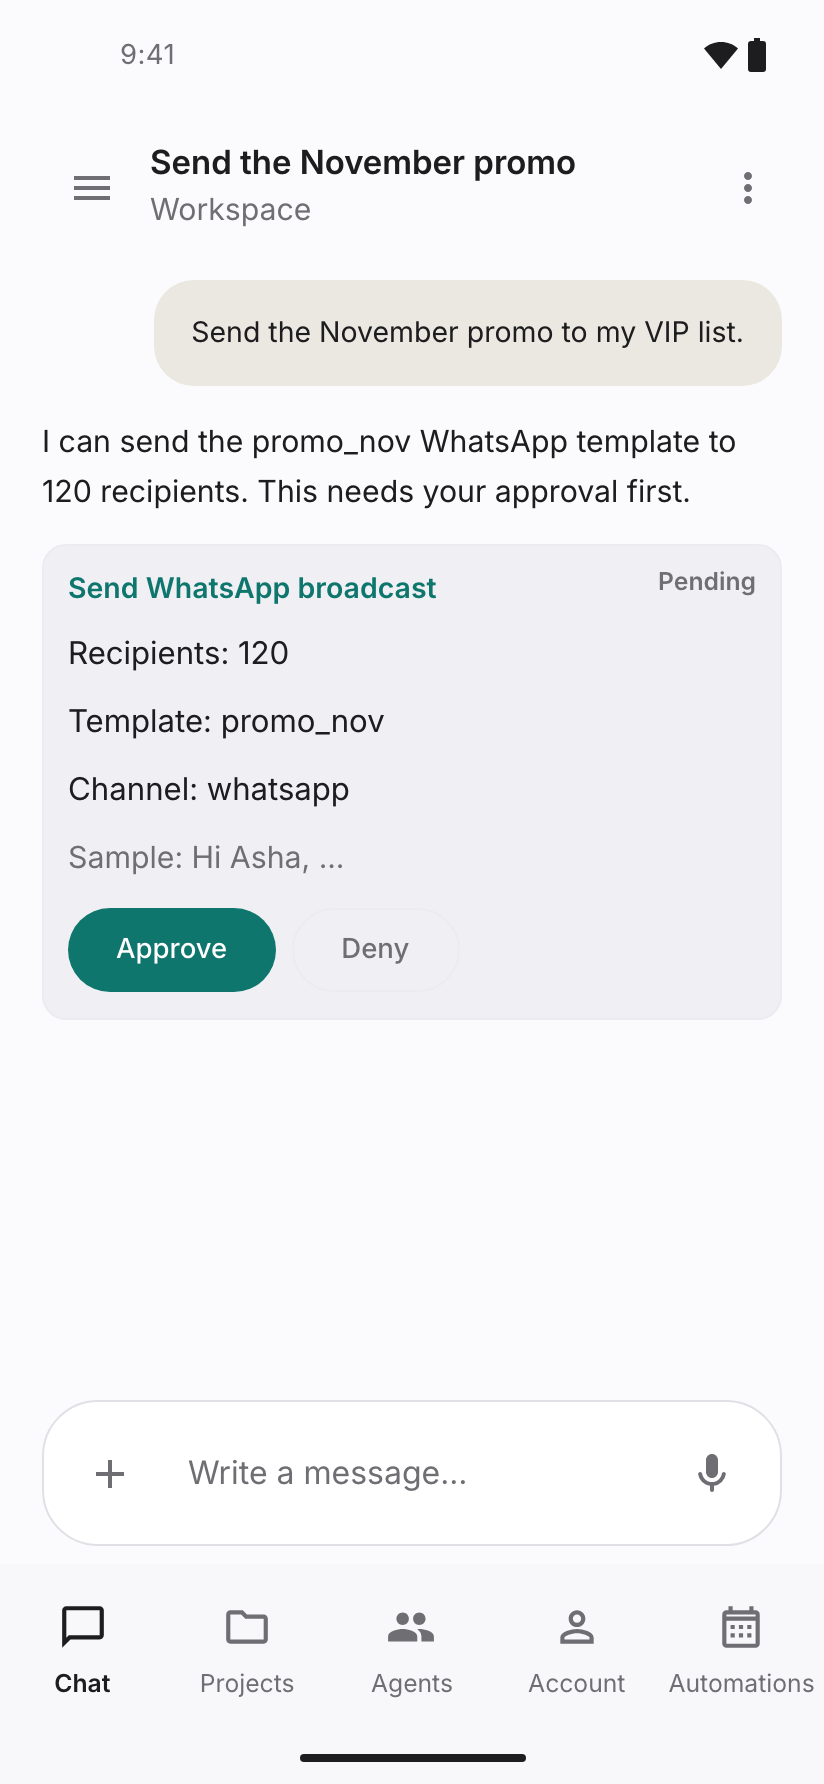 9:41
Send the November promo
Workspace
Send the November promo to my VIP list.
I can send the promo_nov WhatsApp template to
120 recipients. This needs your approval first.
Send WhatsApp broadcast
Pending
Recipients: 120
Template: promo_nov
Channel: whatsapp
Sample: Hi Asha, ...
Approve
Deny
Write a message...
Chat
Projects
Agents
Account
Automations